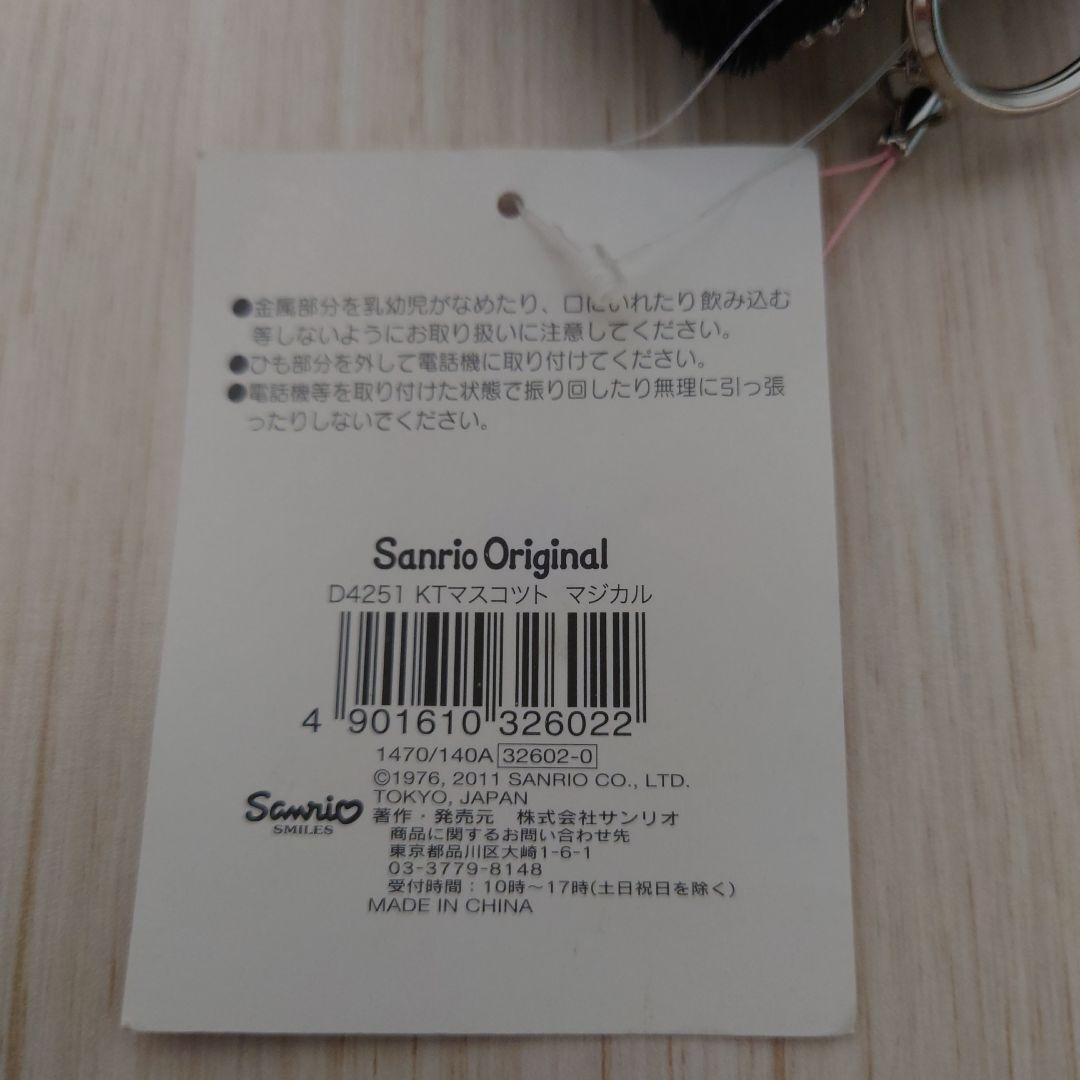 ●金属部分を乳幼児がなめたり、口にいれたり飲み込む
等しないようにお取り扱いに注意してください。
●ひも部分を外して電話機に取り付けてください。
●電話機等を取り付けた状態で振り回したり無理に引っ張
ったりしないでください。
Sanrio Original
D4251 KTマスコツト マジカル
4 901610 326022
1470/140A 32602-0
©1976, 2011 SANRIO CO., LTD.
TOKYO, JAPAN
Sanrio
SMILES
著作・発売元 株式会社サンリオ
商品に関するお問い合わせ先
東京都品川区大崎1-6-1
03-3779-8148
受付時間：10時～17時(土日祝日を除く)
MADE IN CHINA